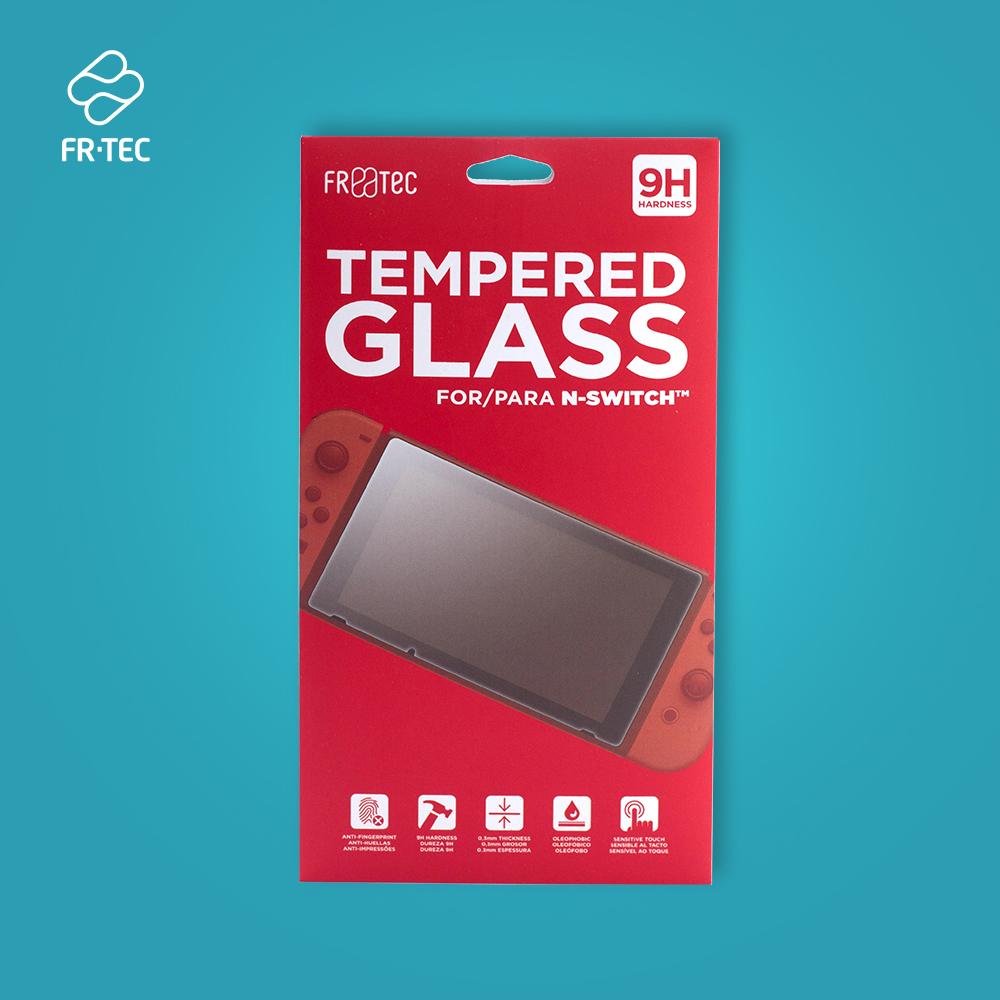 FR·TEC
FR TEC
9H
HARDNESS
TEMPERED
GLASS
FOR/PARA N-SWITCH™
ANTI-FINGERPRINT
ANTI-HUELLAS
ANTI-IMPRESSÕES
9H HARDNESS
DUREZA 9H
DUREZA 9H
0.3mm THICKNESS
0.3mm GROSOR
0.3mm ESPESSURA
OLEOPHOBIC
OLEOFÓBICO
OLEÓFOBO
SENSITIVE TOUCH
SENSIBLE AL TACTO
SENSÍVEL AO TOQUE